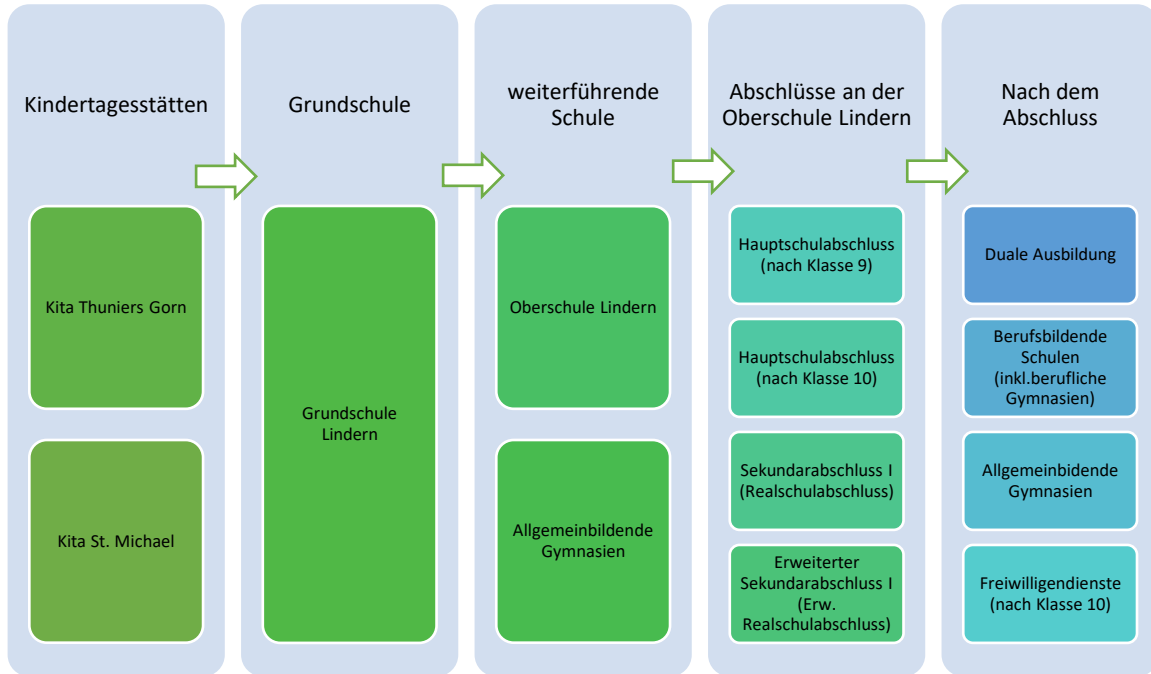 Kindertagesstätten
Grundschule
weiterführende
Schule
Abschlüsse an der
Oberschule Lindern
Nach dem
Abschluss
Kita Thuniers Gorn
Kita St. Michael
Grundschule
Lindern
Oberschule Lindern
Allgemeinbildende
Gymnasien
Hauptschulabschluss
(nach Klasse 9)
Hauptschulabschluss
(nach Klasse 10)
Sekundarabschluss I
(Realschulabschluss)
Erweiterter
Sekundarabschluss I
(Erw.
Realschulabschluss)
Duale Ausbildung
Berufsbildende
Schulen
(inkl.berufliche
Gymnasien)
Allgemeinbidende
Gymnasien
Freiwilligendienste
(nach Klasse 10)